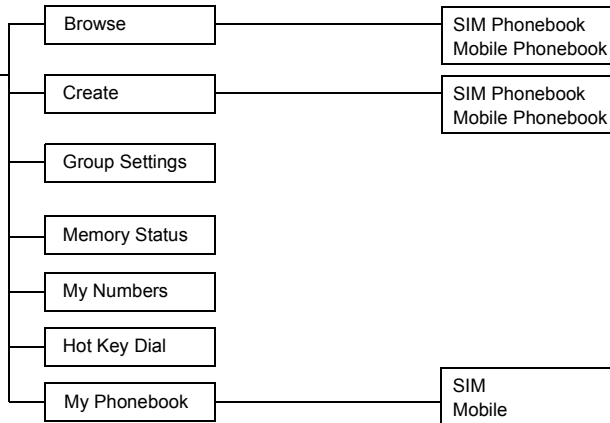 Browse
SIM Phonebook
Mobile Phonebook
Create
SIM Phonebook
Mobile Phonebook
Group Settings
Memory Status
My Numbers
Hot Key Dial
My Phonebook
SIM
Mobile